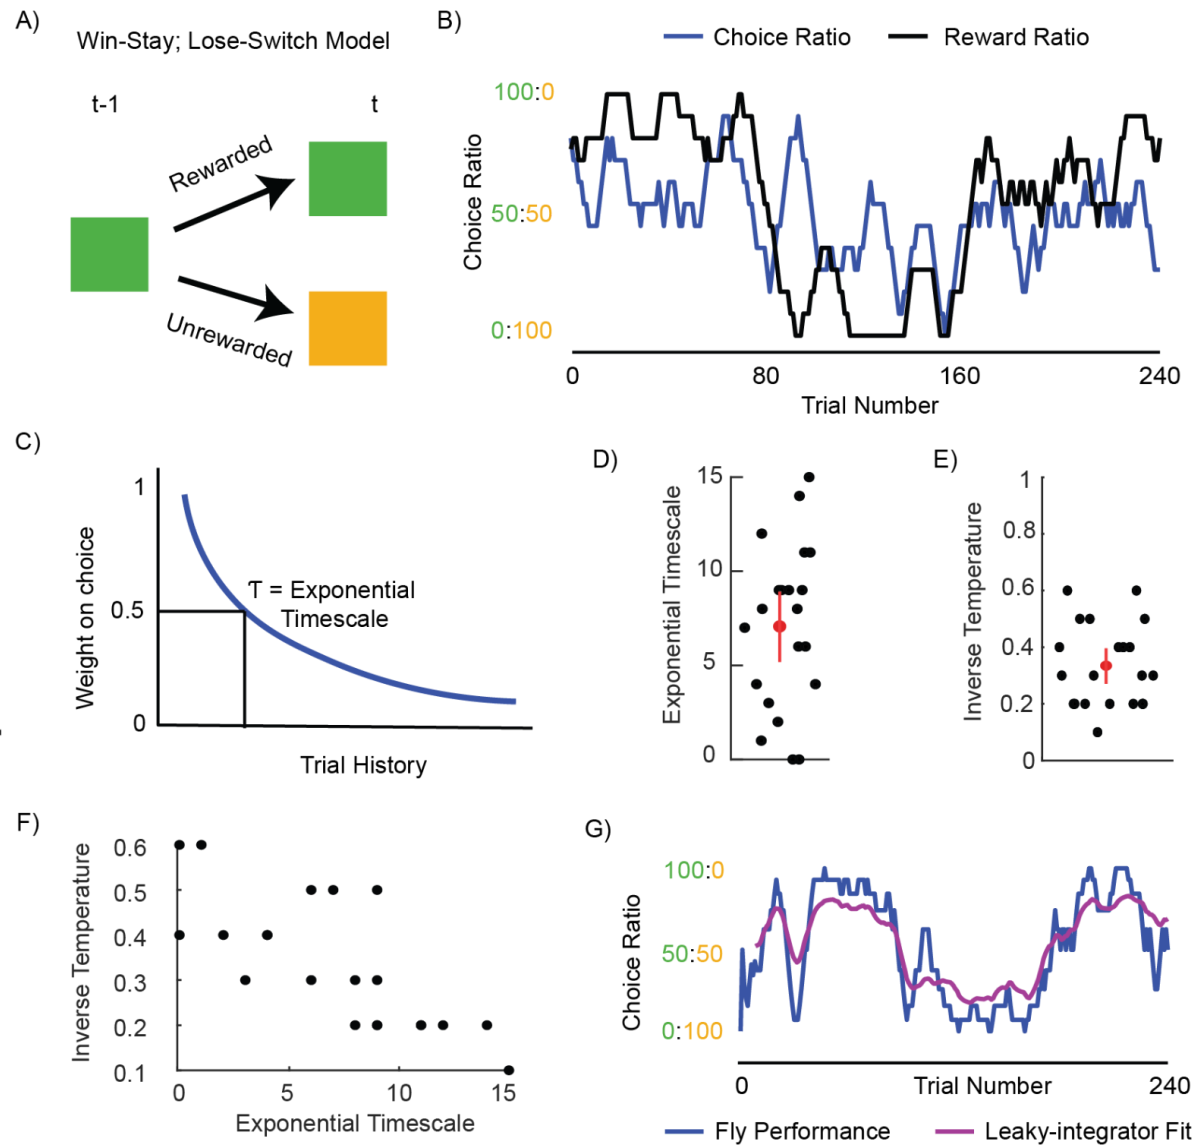 A)
Win-Stay; Lose-Switch Model
t-1
t
Rewarded
Unrewarded
B)
Choice Ratio
Reward Ratio
Choice Ratio
100:0
50:50
0:100
0
80
160
240
Trial Number
C)
Weight on choice
1
0.5
0
Ƭ = Exponential
Timescale
Trial History
D)
Exponential Timescale
15
10
5
0
E)
Inverse Temperature
1
0.8
0.6
0.4
0.2
0
F)
Inverse Temperature
0.6
0.5
0.4
0.3
0.2
0.1
0
5
10
15
Exponential Timescale
G)
Choice Ratio
100:0
50:50
0:100
0
Trial Number
240
Fly Performance
Leaky-integrator Fit